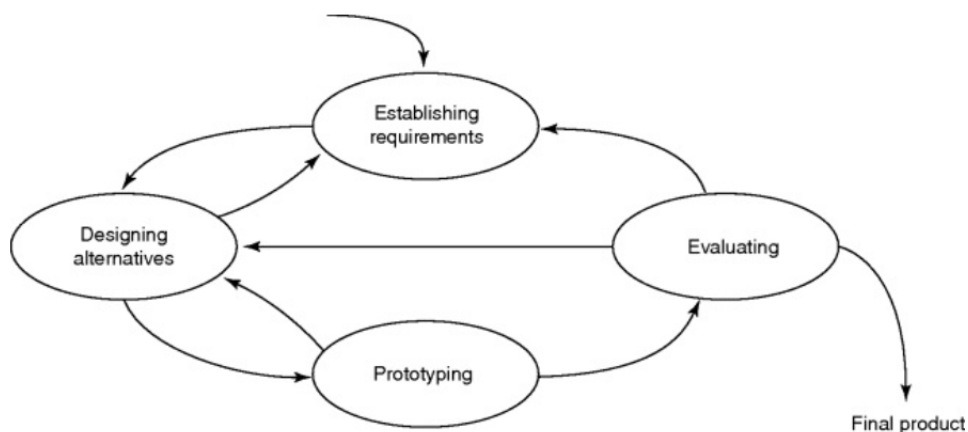 Establishing
requirements
Designing
alternatives
Evaluating
Prototyping
Final product